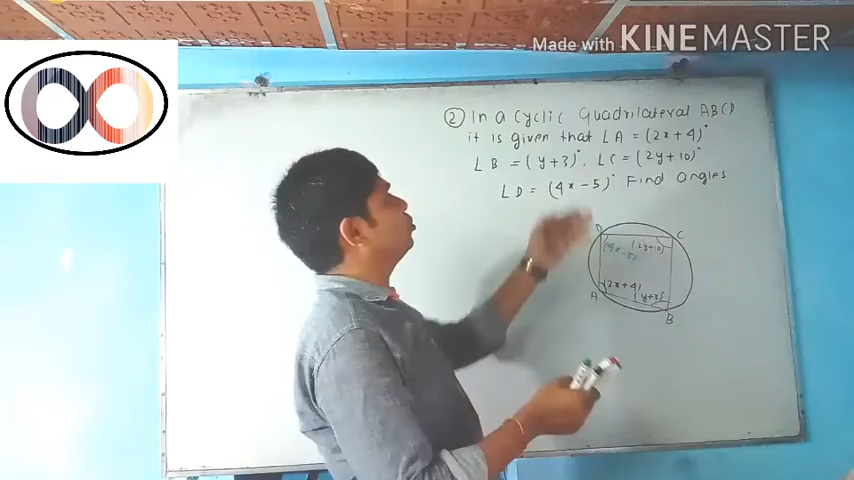 Made with KINEMASTER
② In a cyclic Quadrilateral ABCD
it is given that ∠A = (2x+4)°
∠B = (y+3)°, ∠C = (2y+10)°
∠D = (4x-5)° Find angles
D C
(4x-5) (2y+10)
(2x+4)
A (y+3)
B